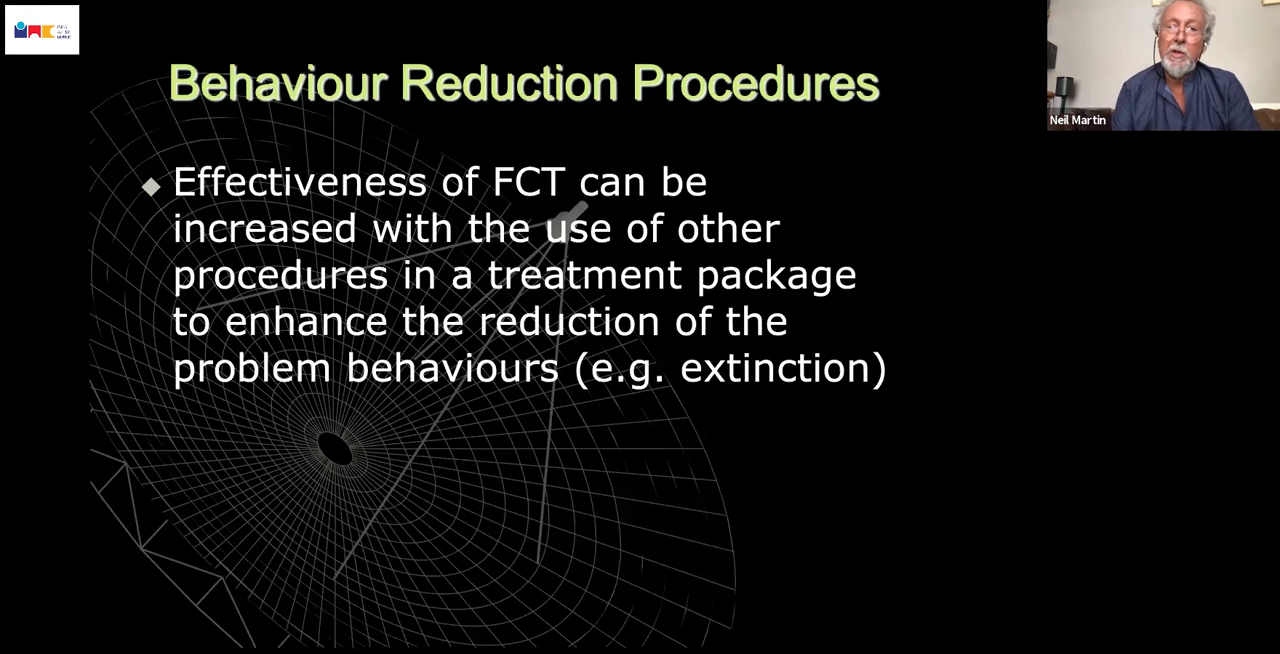 Behaviour Reduction Procedures
Neil Martin
Effectiveness of FCT can be
increased with the use of other
procedures in a treatment package
to enhance the reduction of the
problem behaviours (e.g. extinction)